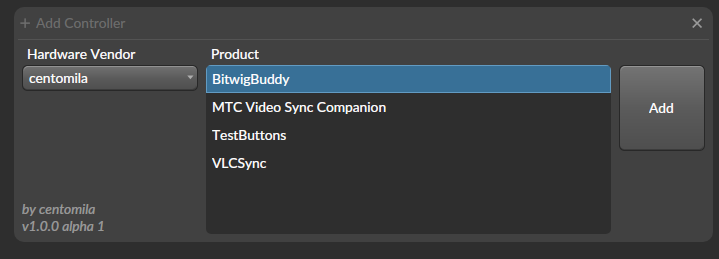 + Add Controller
Hardware Vendor
Product
centomila
BitwigBuddy
MTC Video Sync Companion
TestButtons
VLCSync
Add
by centomila
v1.0.0 alpha 1